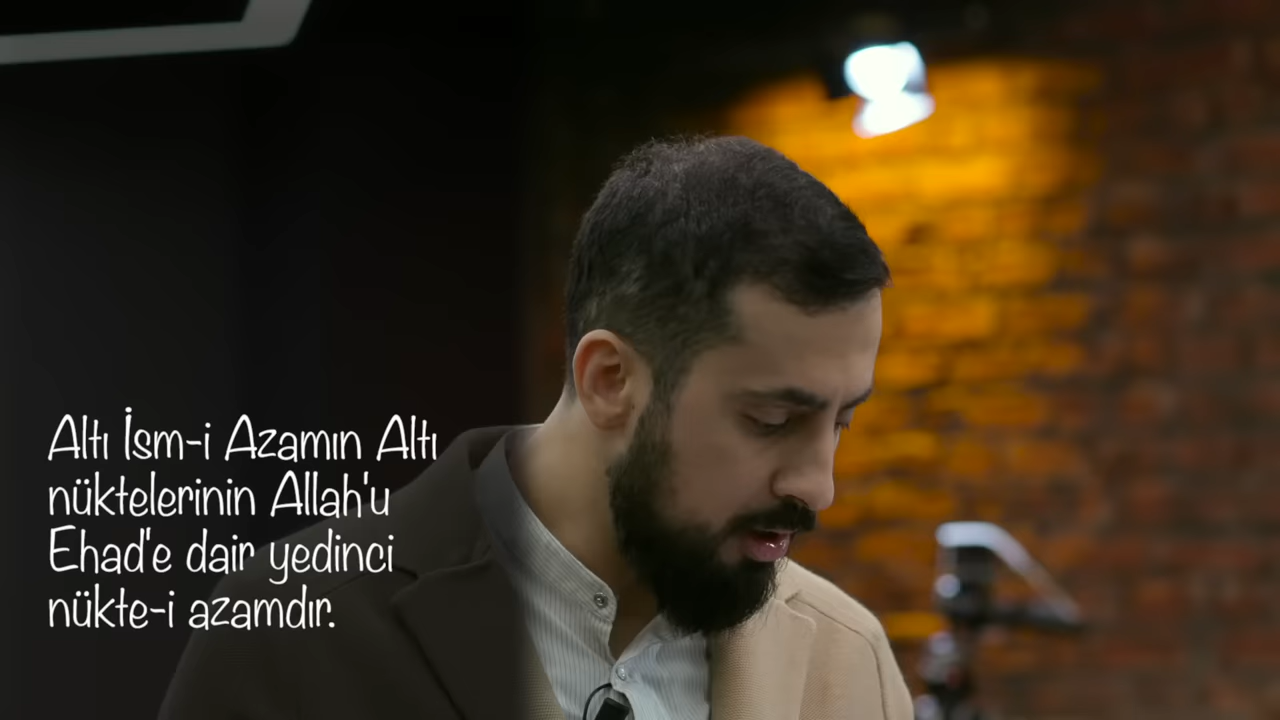 Altı İsm-i Azamın Altı
nüktelerinin Allah'u
Ehad'e dair yedinci
nükte-i azamdır.